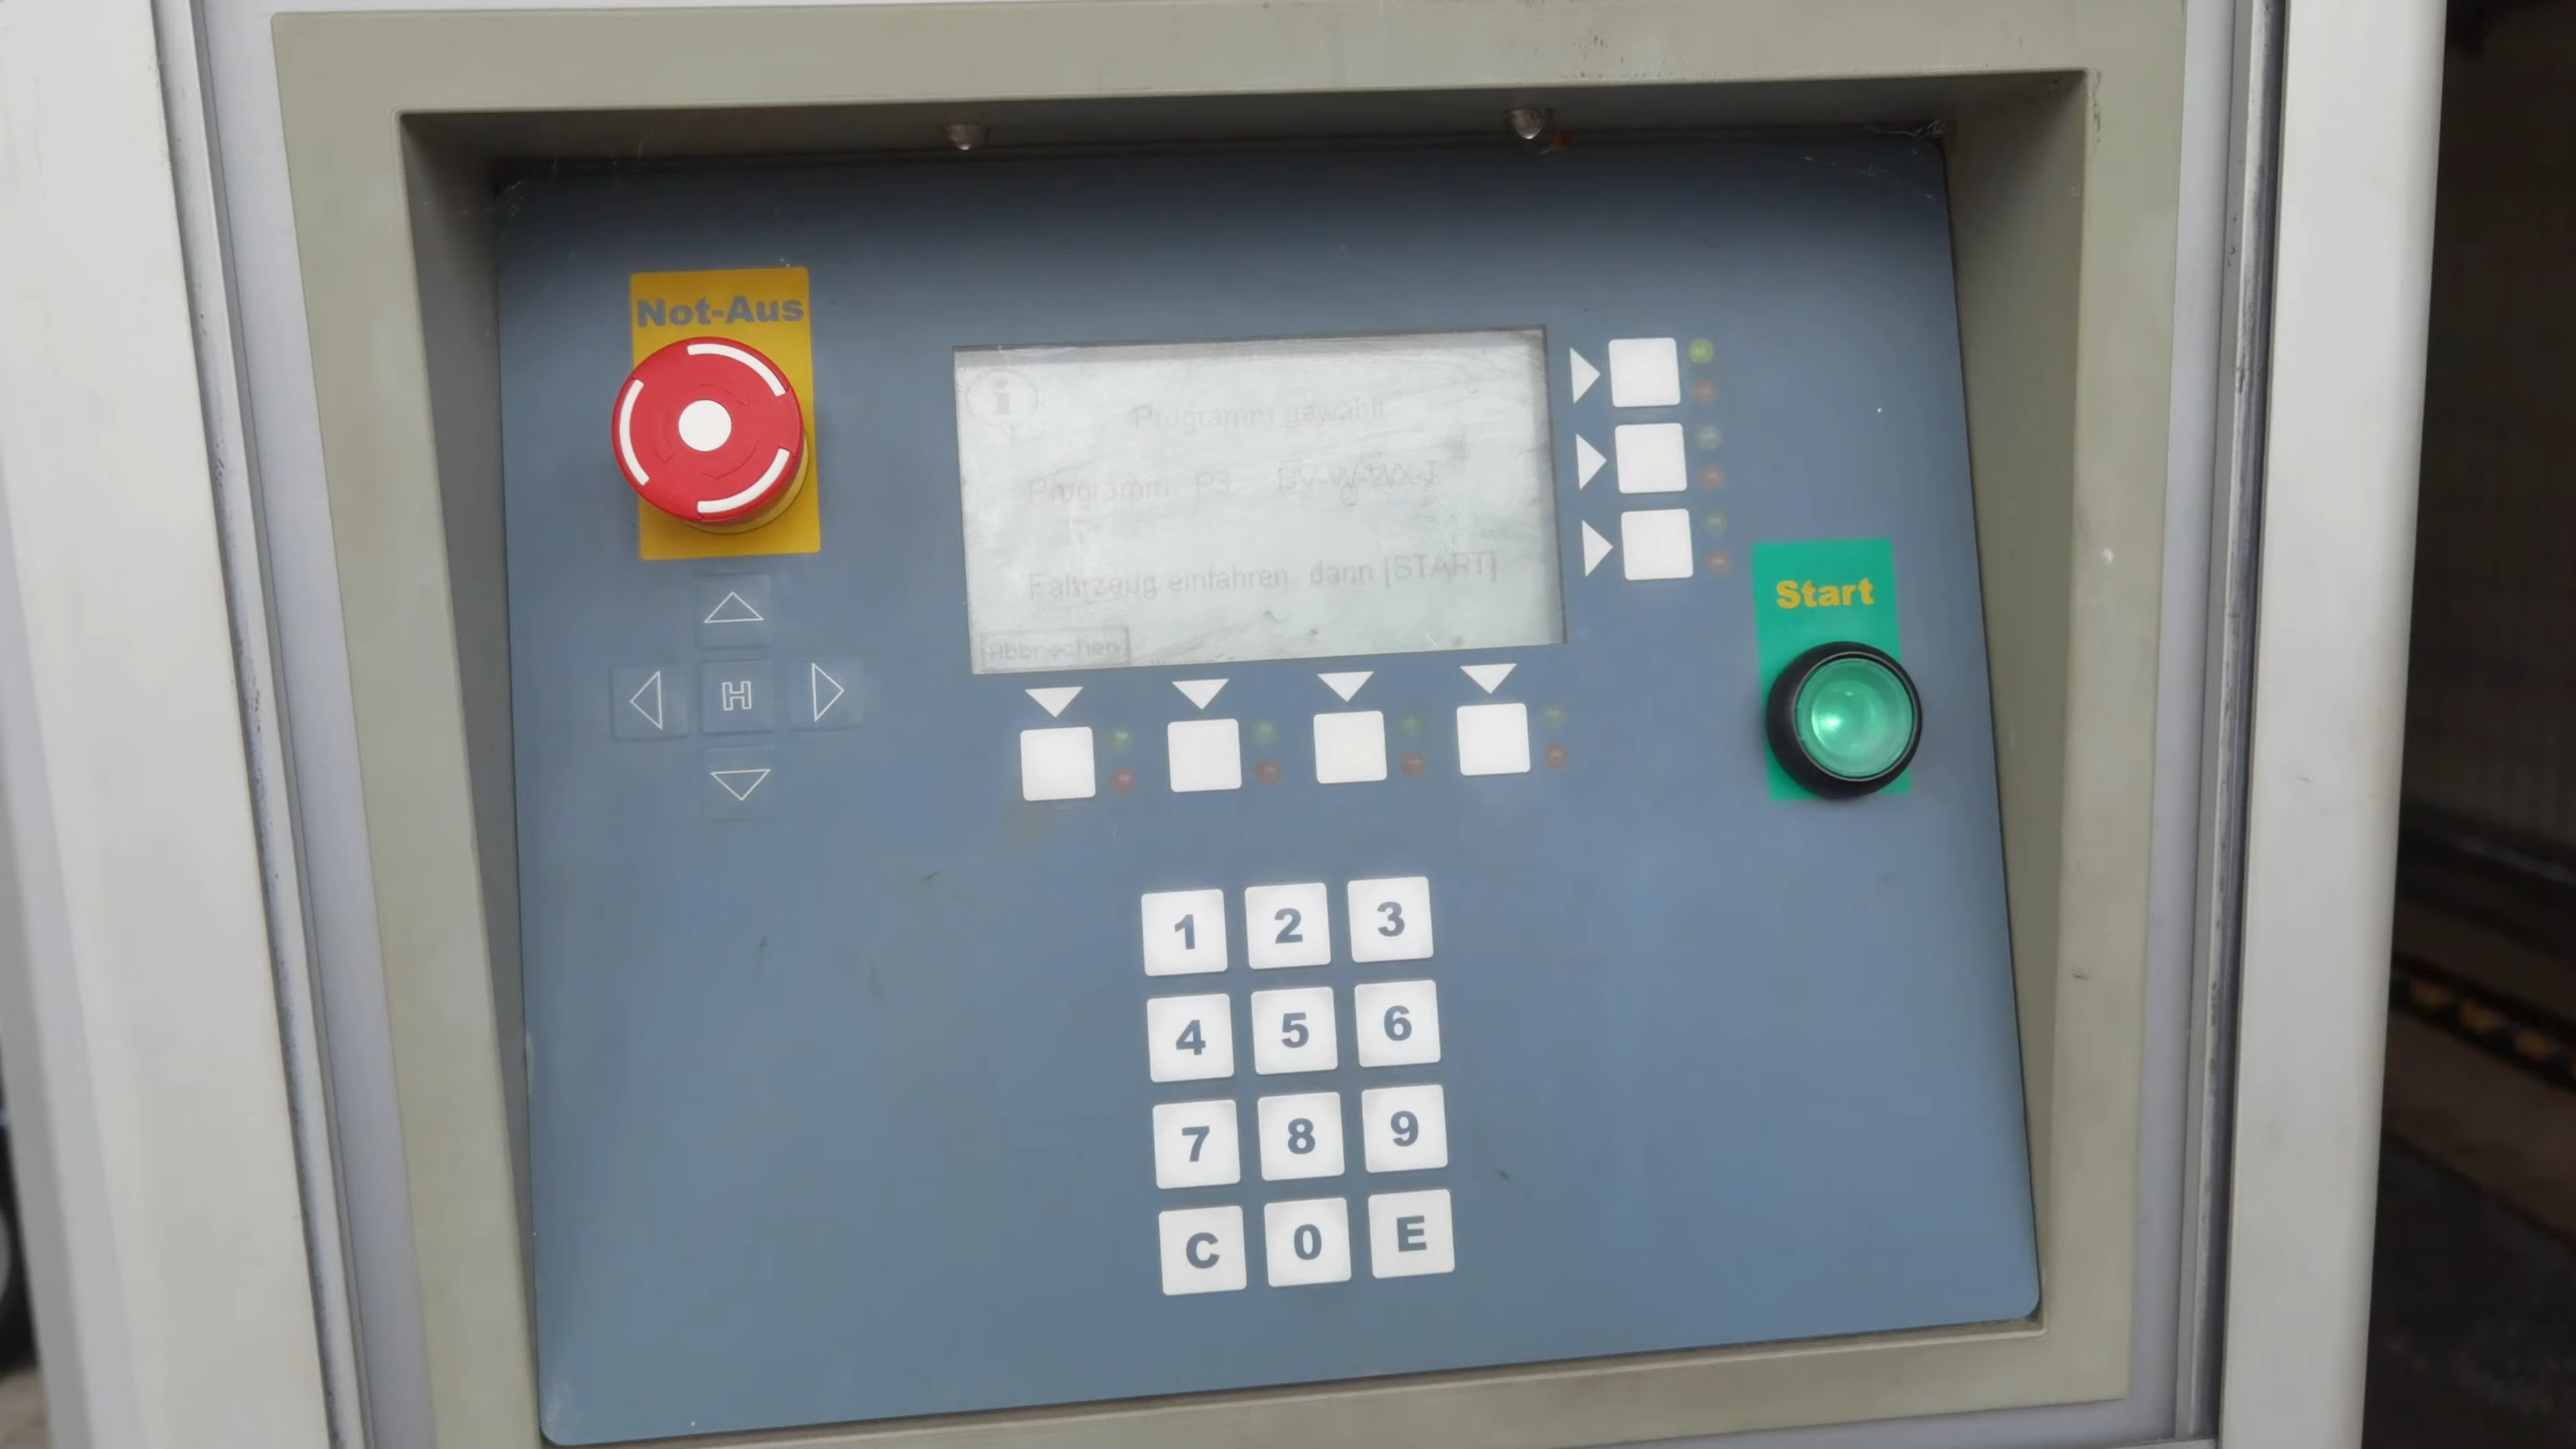 Not-Aus
i
Programm gewählt
Programm P3
Fahrzeug einfahren, dann [START]
Abbrechen
H
Start
1 2 3
4 5 6
7 8 9
C 0 E